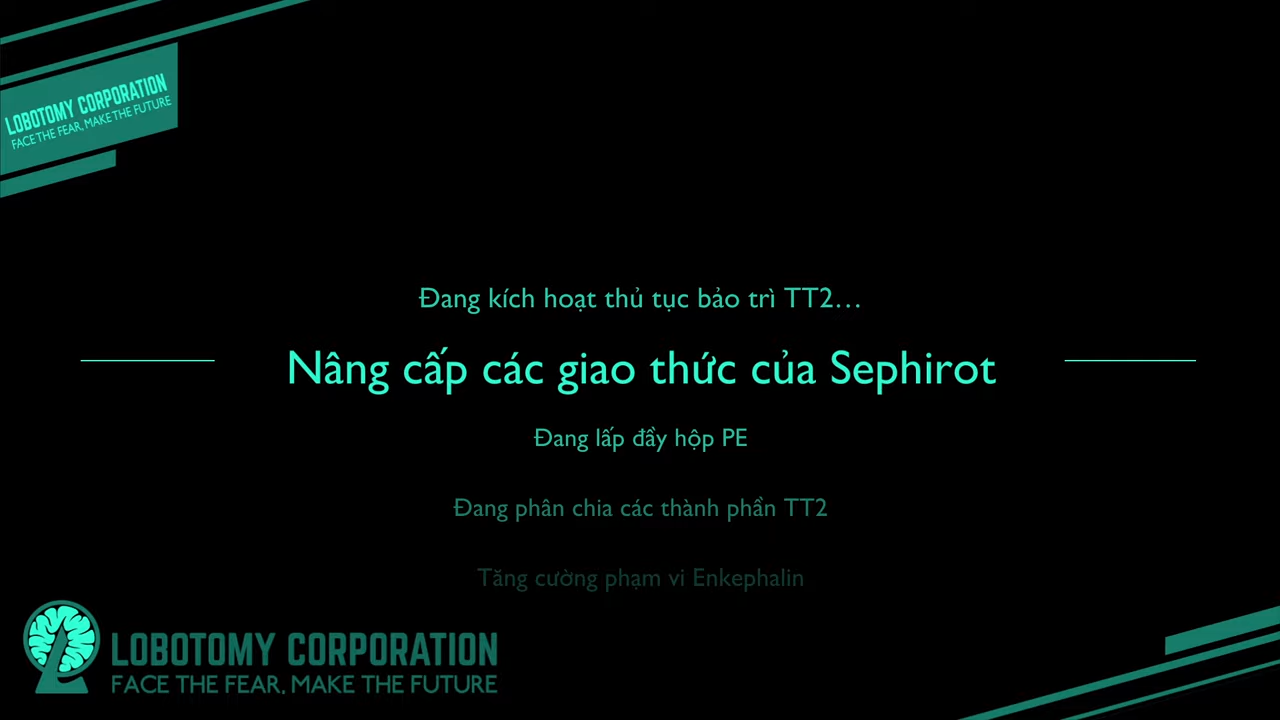 LOBOTOMY CORPORATION
FACE THE FEAR, MAKE THE FUTURE
Đang kích hoạt thủ tục bảo trì TT2...
Nâng cấp các giao thức của Sephirot
Đang lấp đầy hộp PE
Đang phân chia các thành phần TT2
Tăng cường phạm vi Enkephalin
LOBOTOMY CORPORATION
FACE THE FEAR, MAKE THE FUTURE